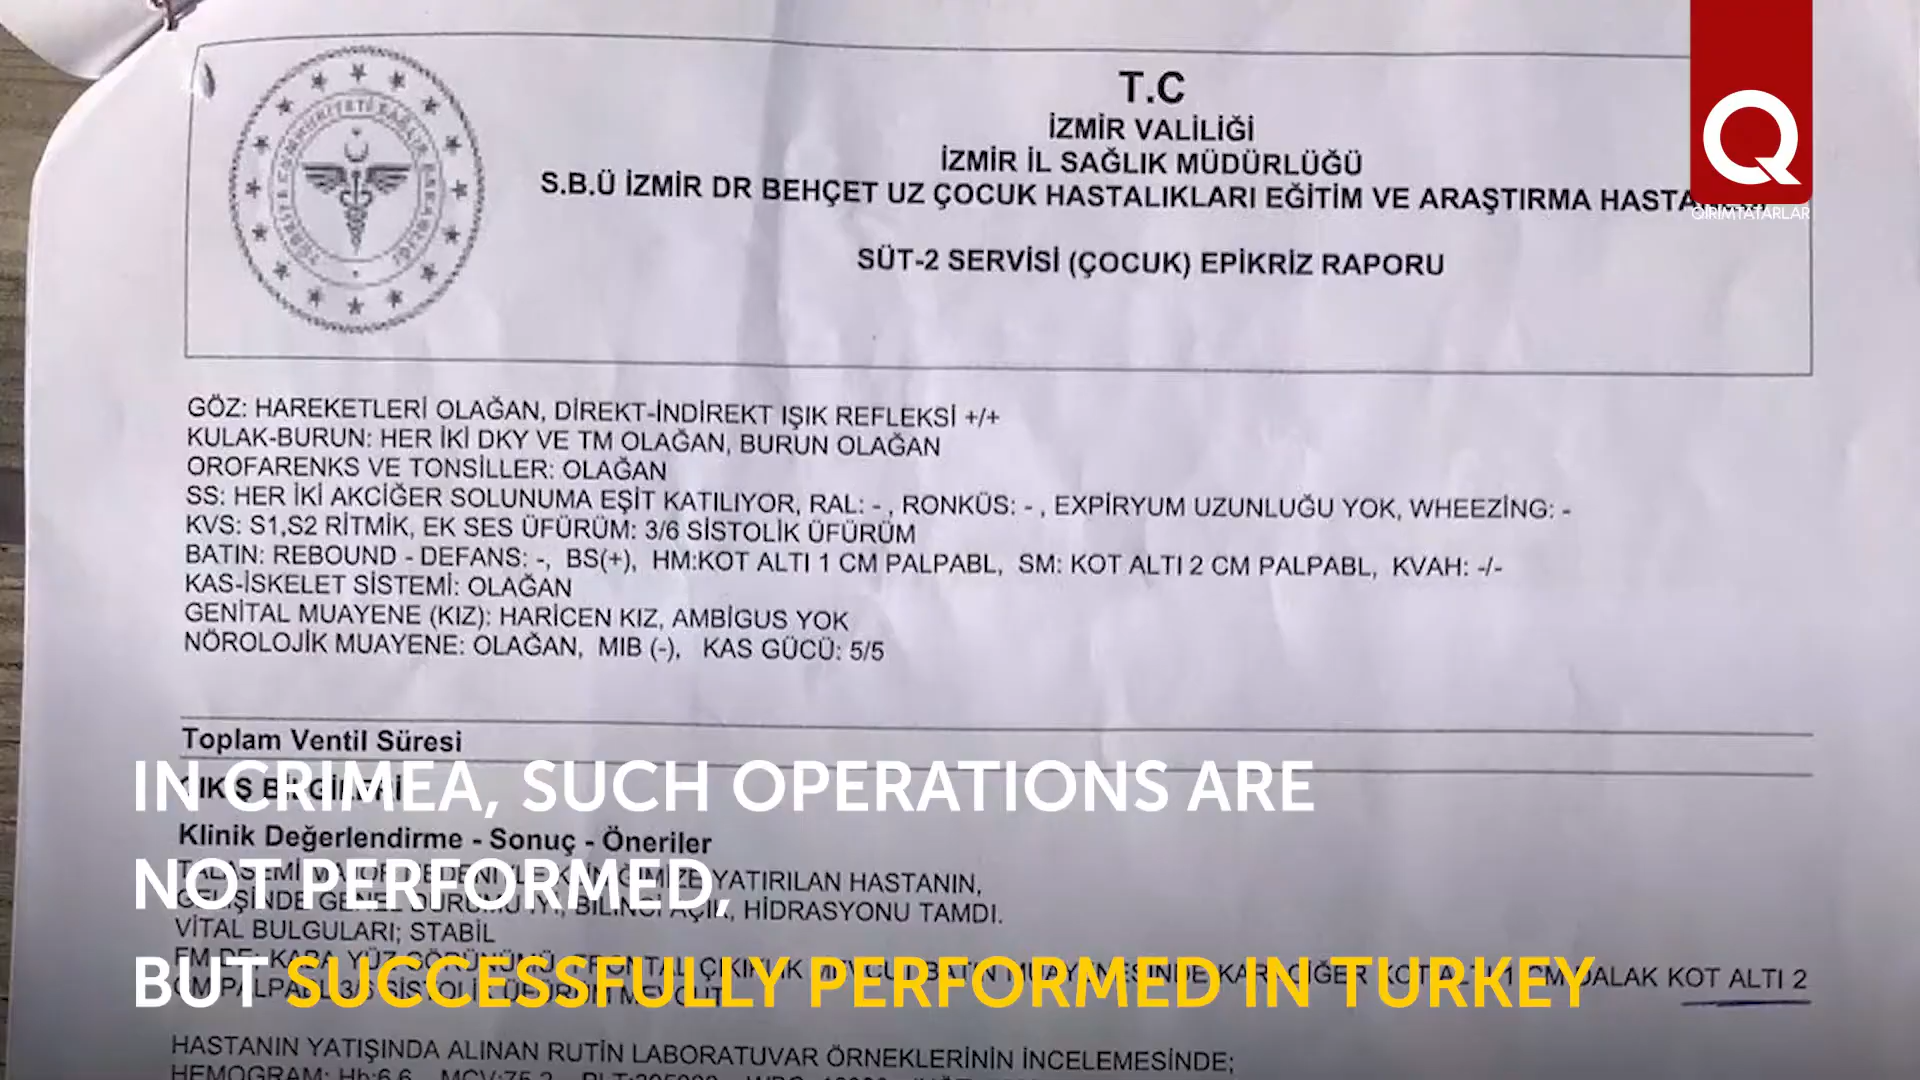 T.C
İZMİR VALİLİĞİ
İZMİR İL SAĞLIK MÜDÜRLÜĞÜ
S.B.Ü İZMİR DR BEHÇET UZ ÇOCUK HASTALIKLARI EĞİTİM VE ARAŞTIRMA
QIRIMTATARLAR
SÜT-2 SERVİSİ (ÇOCUK) EPİKRİZ RAPORU
GÖZ: HAREKETLERİ OLAĞAN, DİREKT-İNDİREKT IŞIK REFLEKSİ +/+
KULAK-BURUN: HER İKİ DKY VE TM OLAĞAN, BURUN OLAĞAN
OROFARENKS VE TONSİLLER: OLAĞAN
SS: HER İKİ AKCİĞER SOLUNUMA EŞİT KATILIYOR, RAL: - , RONKÜS: - , EXPİRYUM UZUNLUĞU YOK, WHEEZİNG: -
KVS: S1,S2 RİTMİK, EK SES ÜFÜRÜM: 3/6 SİSTOLİK ÜFÜRÜM
BATIN: REBOUND - DEFANS: -, BS(+), HM:KOT ALTI 1 CM PALPABL, SM: KOT ALTI 2 CM PALPABL, KVAH: -/-
KAS-İSKELET SİSTEMİ: OLAĞAN
GENİTAL MUAYENE (KIZ): HARİCEN KIZ, AMBİGUS YOK
NÖROLOJİK MUAYENE: OLAĞAN, MIB (-), KAS GÜCÜ: 5/5
Toplam Ventil Süresi
IN CRIMEA, SUCH OPERATIONS ARE
Klinik Değerlendirme - Sonuç - Öneriler
YATIRILAN HASTANIN,
NOT PERFORMED,
HİDRASYONU TAMDI.
VİTAL BULGULARI; STABİL
BUT SUCCESSFULLY PERFORMED IN TURKEY
KOT ALTI 2
HASTANIN YATIŞINDA ALINAN RUTİN LABORATUVAR ÖRNEKLERİNİN İNCELEMESİNDE;